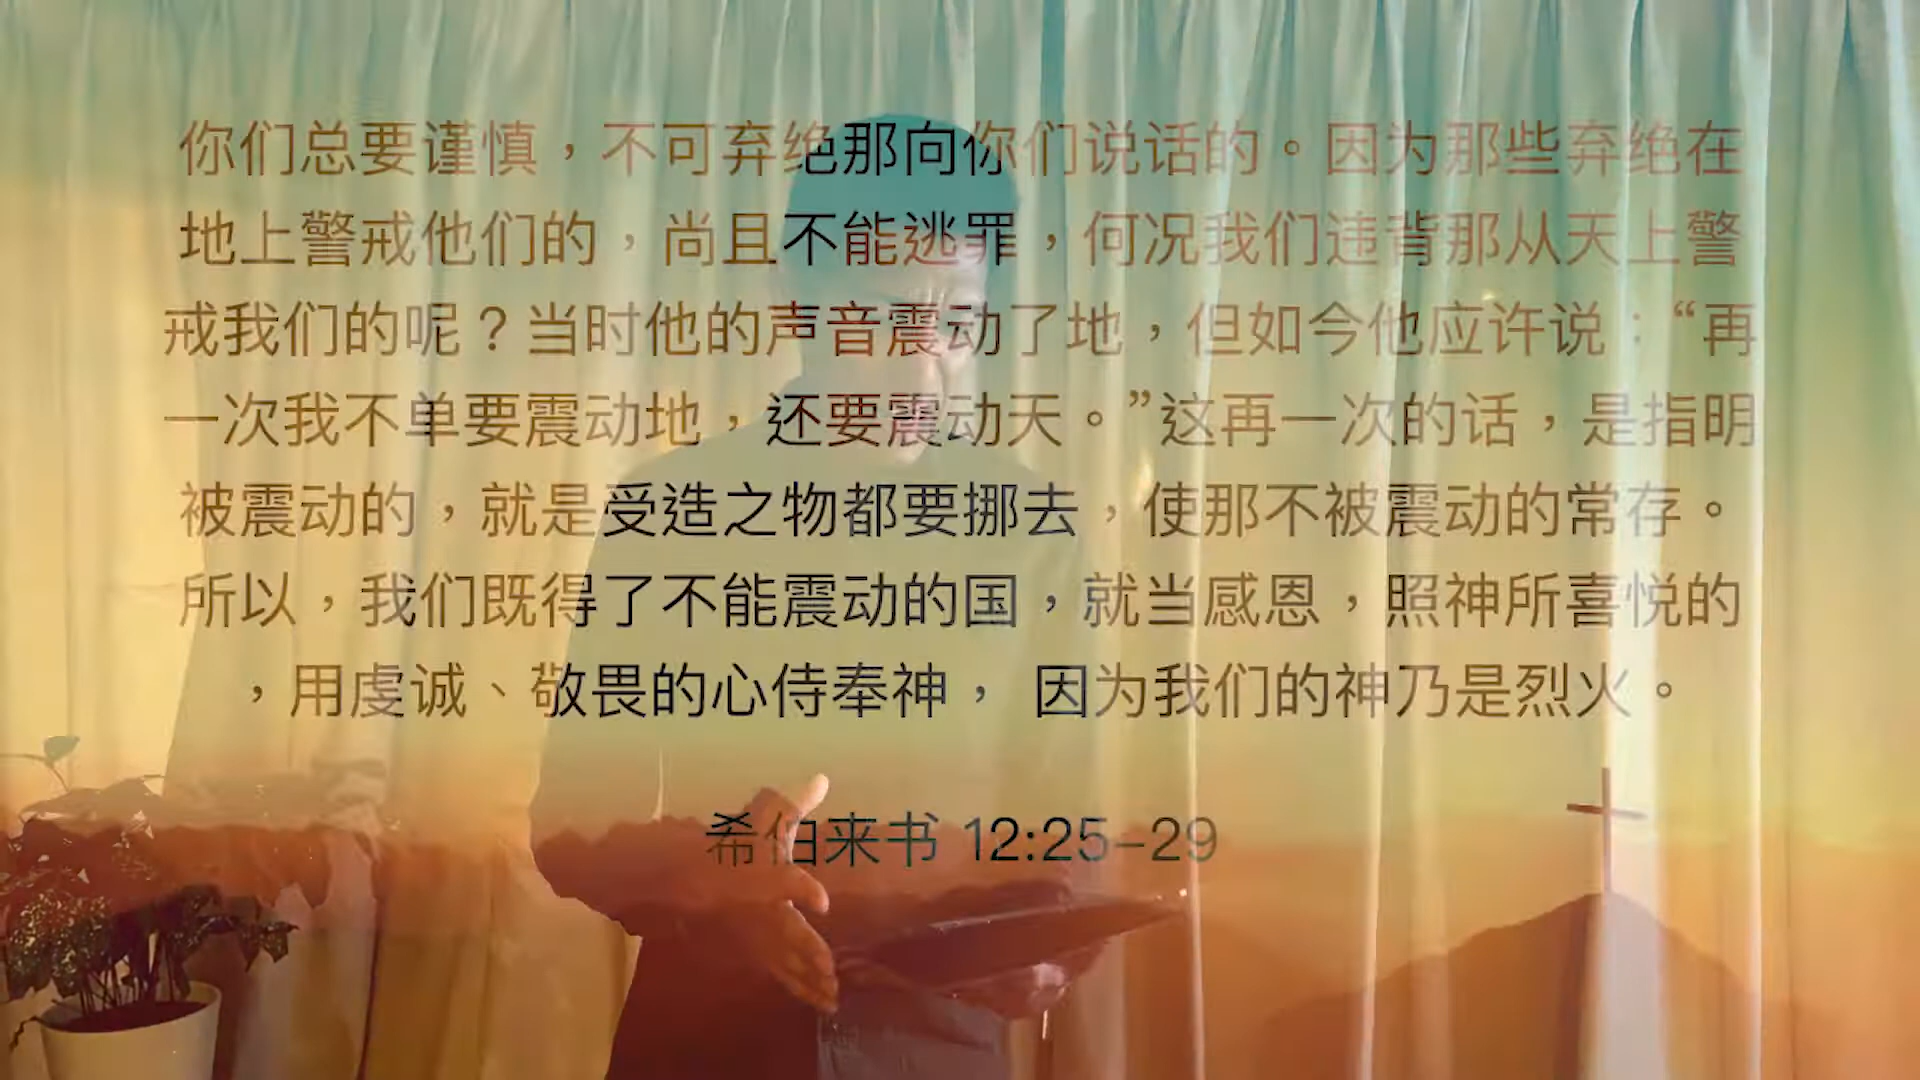 你们总要谨慎，不可弃绝那向你们说话的。因为那些弃绝在
地上警戒他们的，尚且不能逃罪，何况我们违背那从天上警
戒我们的呢？当时他的声音震动了地，但如今他应许说：“再
一次我不单要震动地，还要震动天。”这再一次的话，是指明
被震动的，就是受造之物都要挪去，使那不被震动的常存。
所以，我们既得了不能震动的国，就当感恩，照神所喜悦的
，用虔诚、敬畏的心侍奉神， 因为我们的神乃是烈火。
希伯来书 12:25-29